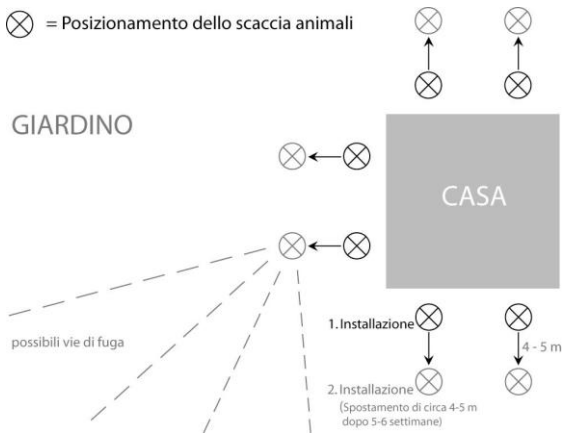 = Posizionamento dello scaccia animali
GIARDINO
CASA
1. Installazione
4 - 5 m
possibili vie di fuga
2. Installazione
(Spostamento di circa 4-5 m
dopo 5-6 settimane)